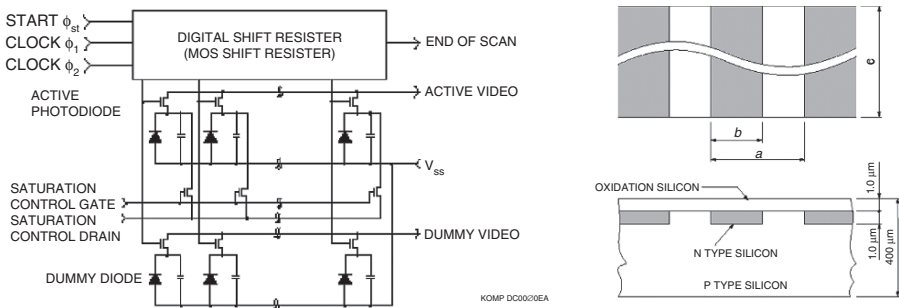 START ϕst
CLOCK ϕ1
CLOCK ϕ2
DIGITAL SHIFT RESISTER
(MOS SHIFT RESISTER)
END OF SCAN
ACTIVE
PHOTODIODE
ACTIVE VIDEO
Vss
SATURATION
CONTROL GATE
SATURATION
CONTROL DRAIN
DUMMY VIDEO
DUMMY DIODE
KOMP DC00∅0EA
e
b
a
OXIDATION SILICON
N TYPE SILICON
P TYPE SILICON
1.0 µm
1.0 µm
400 µm